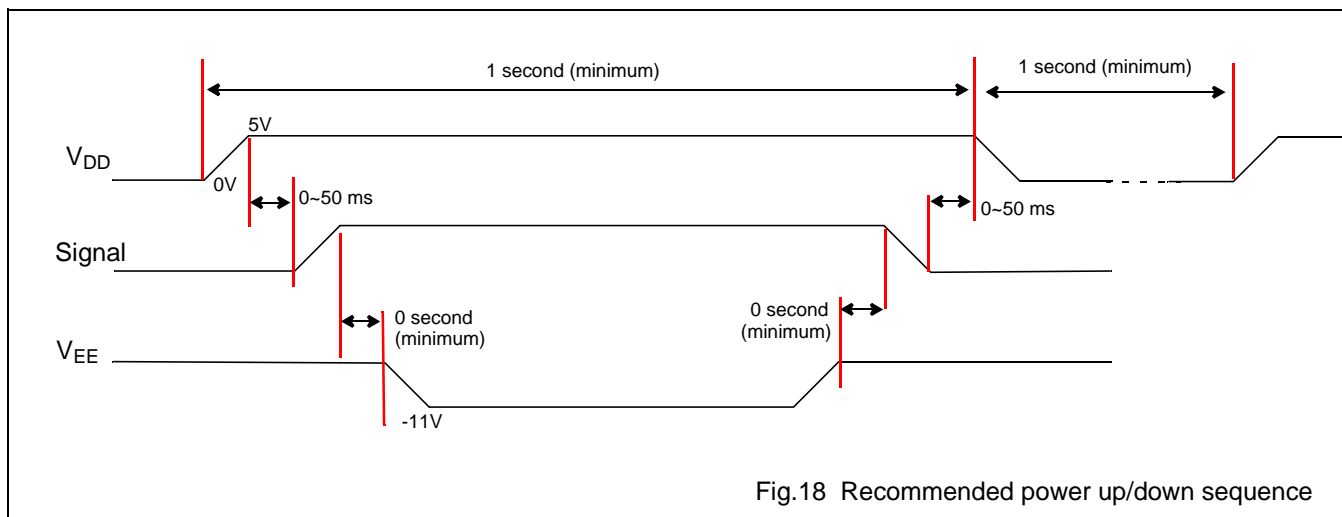 1 second (minimum)
1 second (minimum)
5V
VDD
0V
0~50 ms
0~50 ms
Signal
0 second
(minimum)
0 second
(minimum)
VEE
-11V
Fig.18 Recommended power up/down sequence